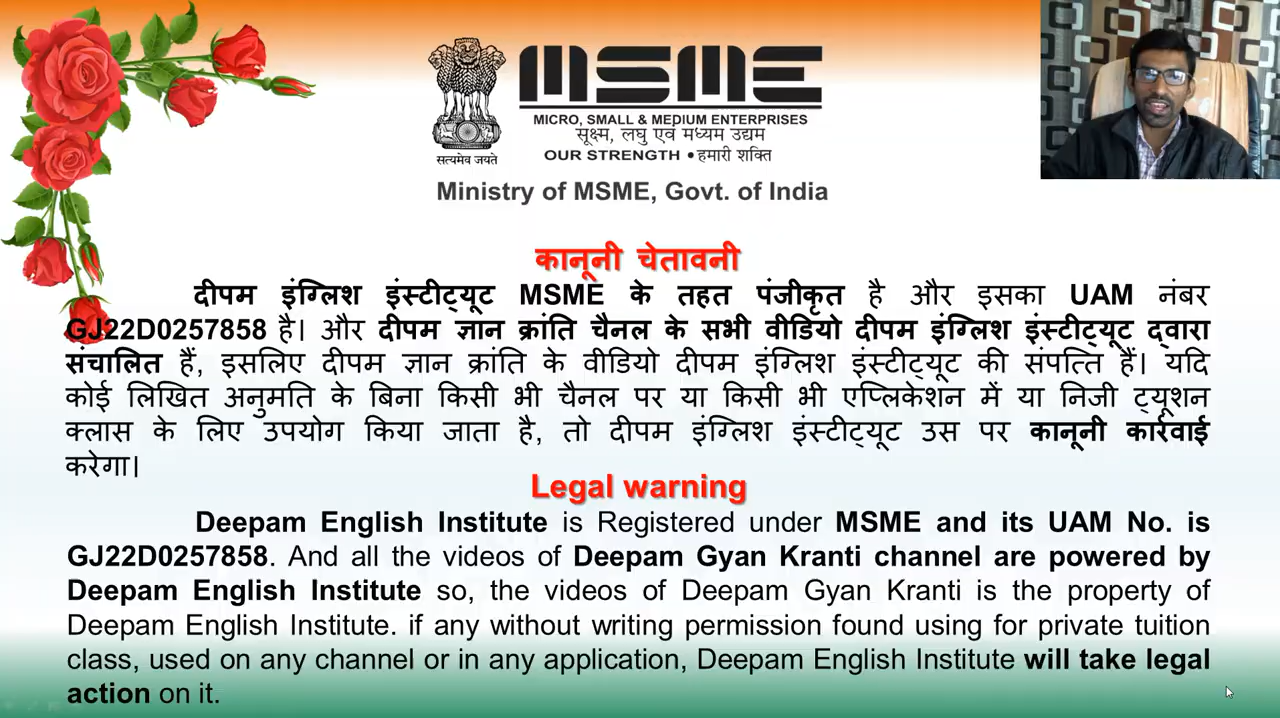 MSME
MICRO, SMALL & MEDIUM ENTERPRISES
सूक्ष्म, लघु एवं मध्यम उद्यम
OUR STRENGTH • हमारी शक्ति
सत्यमेव जयते
Ministry of MSME, Govt. of India
कानूनी चेतावनी
दीपम इंग्लिश इंस्टीट्यूट MSME के तहत पंजीकृत है और इसका UAM नंबर
GJ22D0257858 है। और दीपम ज्ञान क्रांति चैनल के सभी वीडियो दीपम इंग्लिश इंस्टीट्यूट द्वारा
संचालित हैं, इसलिए दीपम ज्ञान क्रांति के वीडियो दीपम इंग्लिश इंस्टीट्यूट की संपत्ति हैं। यदि
कोई लिखित अनुमति के बिना किसी भी चैनल पर या किसी भी एप्लिकेशन में या निजी ट्यूशन
क्लास के लिए उपयोग किया जाता है, तो दीपम इंग्लिश इंस्टीट्यूट उस पर कानूनी कार्रवाई
करेगा।
Legal warning
Deepam English Institute is Registered under MSME and its UAM No. is
GJ22D0257858. And all the videos of Deepam Gyan Kranti channel are powered by
Deepam English Institute so, the videos of Deepam Gyan Kranti is the property of
Deepam English Institute. if any without writing permission found using for private tuition
class, used on any channel or in any application, Deepam English Institute will take legal
action on it.